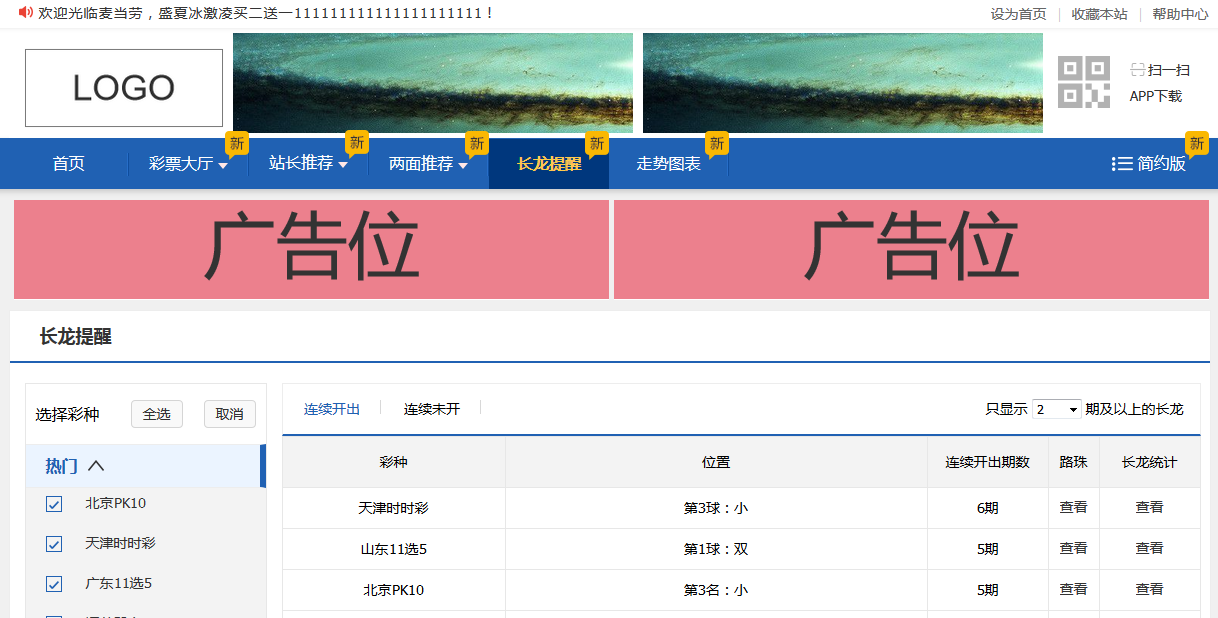 欢迎光临麦当劳，盛夏冰激凌买二送一1111111111111111111111！
设为首页 收藏本站 帮助中心
LOGO
扫一扫
APP下载
首页 彩票大厅 新 站长推荐 新 两面推荐 新 长龙提醒 新 走势图表 新 简约版 新
广告位 广告位
长龙提醒
选择彩种 全选 取消
连续开出 连续未开 只显示 2 期及以上的长龙
热门
北京PK10
天津时时彩
广东11选5
彩种 位置 连续开出期数 路珠 长龙统计
天津时时彩 第3球：小 6期 查看 查看
山东11选5 第1球：双 5期 查看 查看
北京PK10 第3名：小 5期 查看 查看